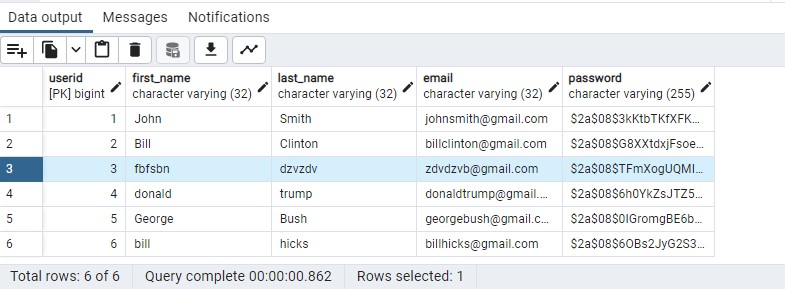 Data output Messages Notifications
userid first_name last_name email password
[PK] bigint character varying (32) character varying (32) character varying (32) character varying (255)
1 1 John Smith johnsmith@gmail.com $2a$08$3kKtbTKfXFK...
2 2 Bill Clinton billclinton@gmail.com $2a$08$G8XXtdxjFsoe...
3 3 fbfsbn dzvzdv zdvdzvb@gmail.com $2a$08$TFmXogUQMI...
4 4 donald trump donaldtrump@gmail.... $2a$08$6h0YkZsJTZ5...
5 5 George Bush georgebush@gmail.c... $2a$08$0IGromgBE6b...
6 6 bill hicks billhicks@gmail.com $2a$08$6OBs2JyG2S3...
Total rows: 6 of 6 Query complete 00:00:00.862 Rows selected: 1